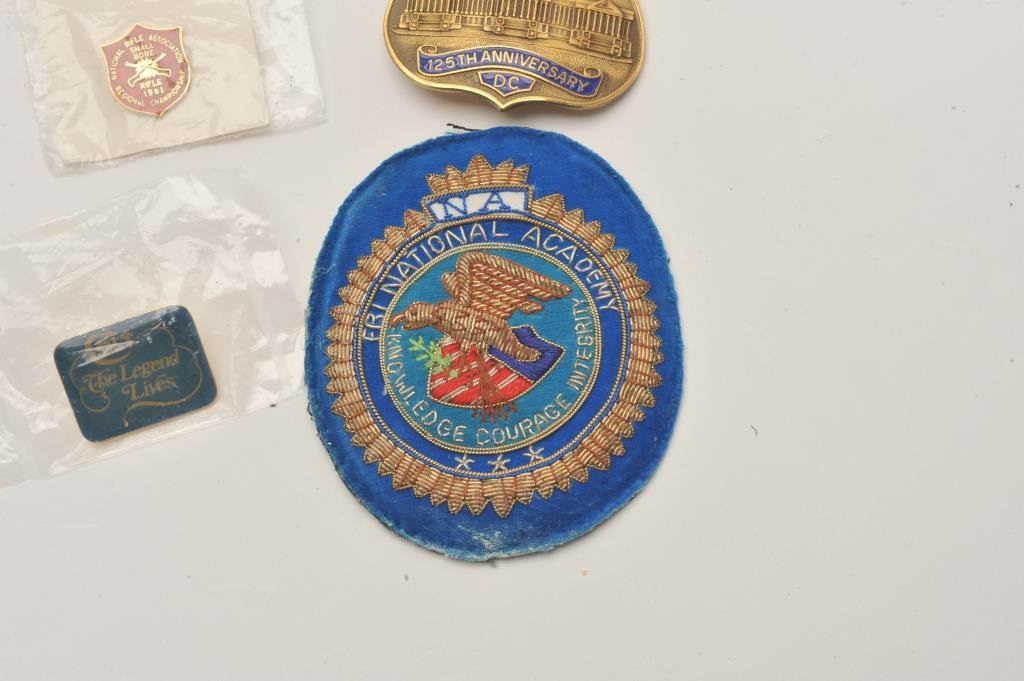 NATIONAL RIFLE ASSOCIATION
SMALL
BORE
RIFLE
1991
REGIONAL CHAMPIONSHIP
125TH ANNIVERSARY
D.C.
The Legend
Lives
NA
FBI NATIONAL ACADEMY
KNOWLEDGE COURAGE INTEGRITY